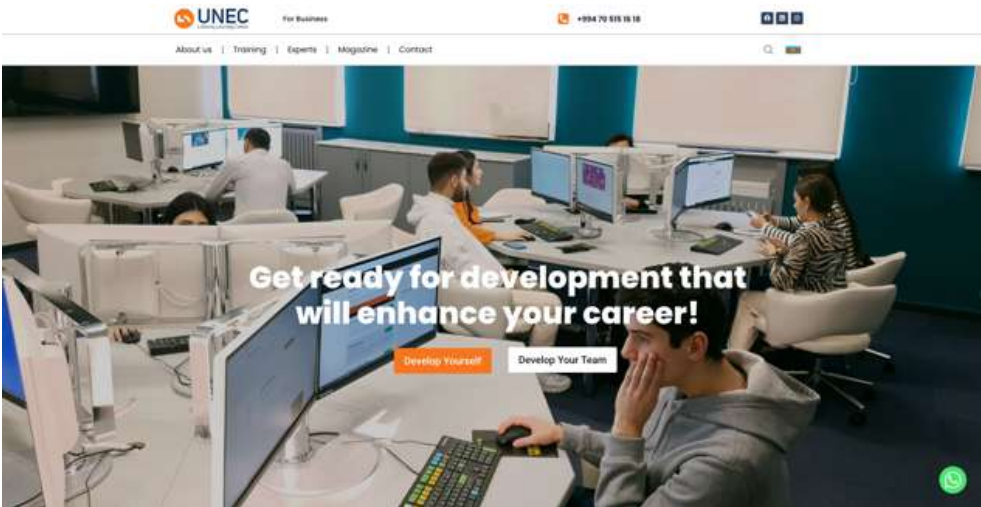 UNEC
For Business
+994 70 515 15 18
About us | Training | Experts | Magazine | Contact
Get ready for development that
will enhance your career!
Develop Yourself
Develop Your Team